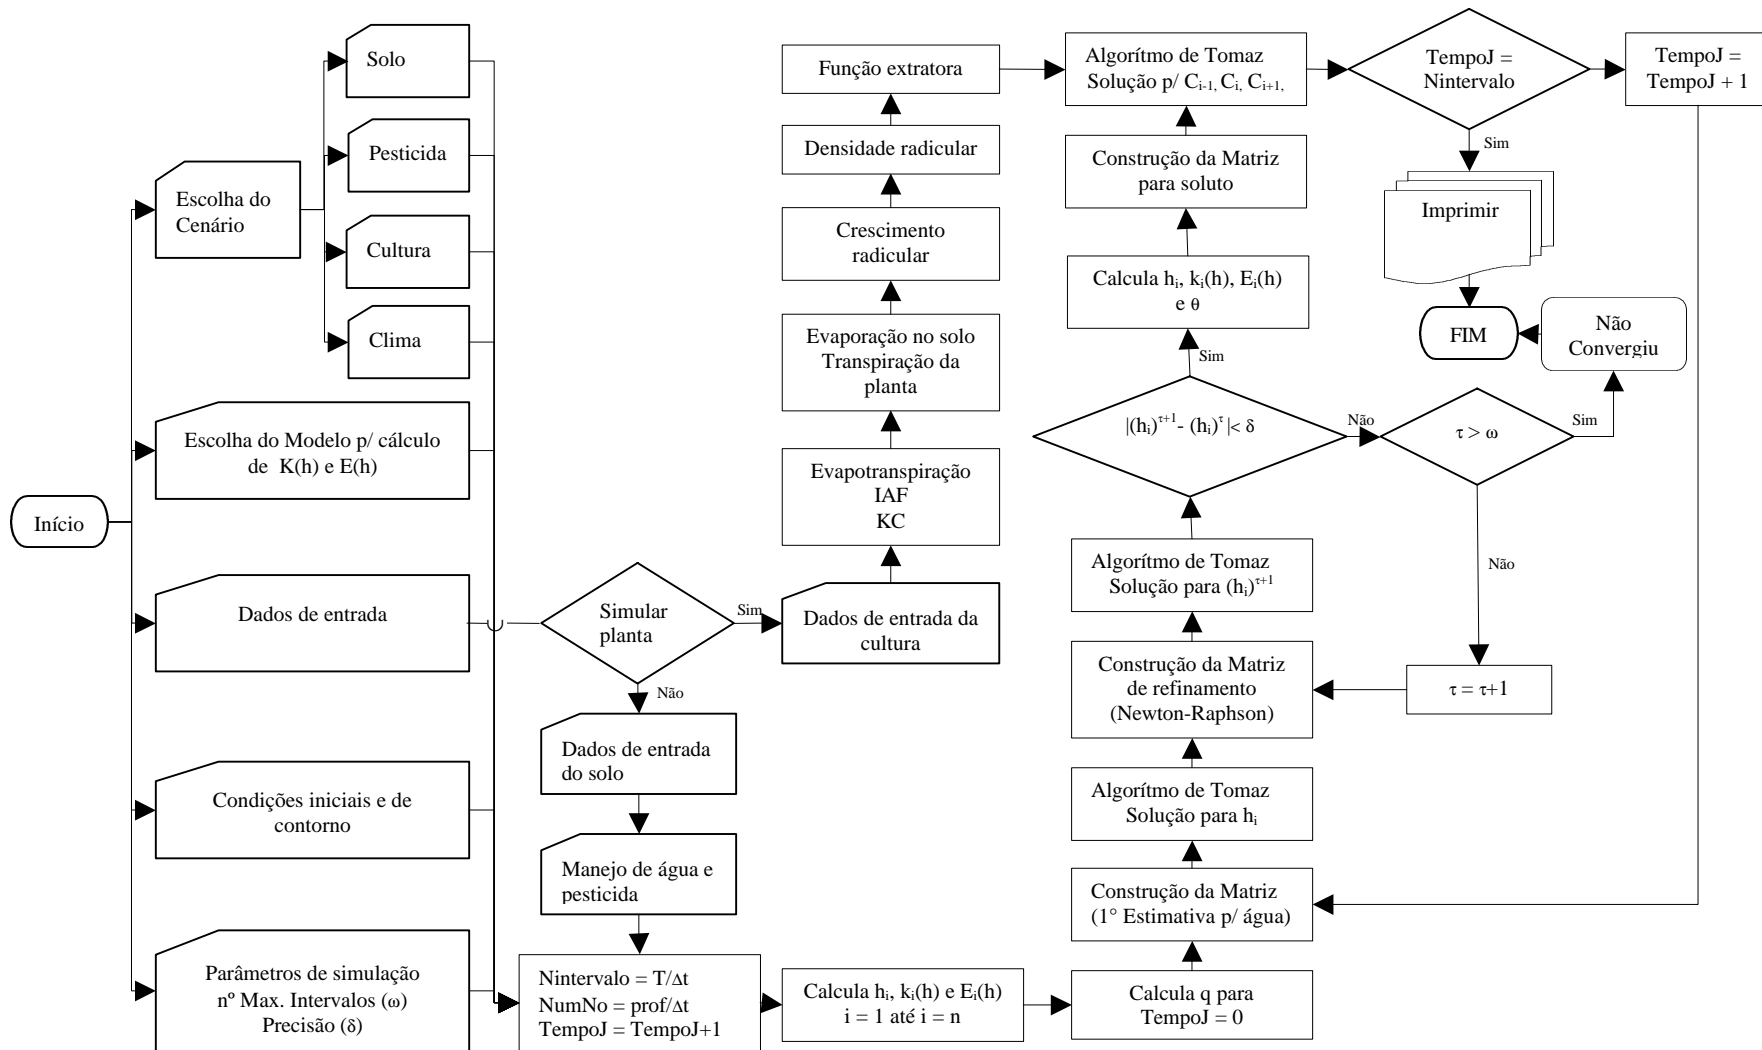 Início
Escolha do
Cenário
Solo
Pesticida
Cultura
Clima
Escolha do Modelo p/ cálculo
de K(h) e E(h)
Dados de entrada
Condições iniciais e de
contorno
Parâmetros de simulação
nº Max. Intervalos (ω)
Precisão (δ)
Simular
planta
Sim
Não
Dados de entrada
do solo
Manejo de água e
pesticida
Nintervalo = T/Δt
NumNo = prof/Δt
TempoJ = TempoJ+1
Dados de entrada da
cultura
Evapotranspiração
IAF
KC
Evaporação no solo
Transpiração da
planta
Crescimento
radicular
Densidade radicular
Função extratora
Calcula hᵢ, kᵢ(h) e Eᵢ(h)
i = 1 até i = n
Calcula q para
TempoJ = 0
Construção da Matriz
(1° Estimativa p/ água)
Algorítmo de Tomaz
Solução para hᵢ
Construção da Matriz
de refinamento
(Newton-Raphson)
Algorítmo de Tomaz
Solução para (hᵢ)^τ+1
|(hᵢ)^τ+1 - (hᵢ)^τ |< δ
Sim
Não
Calcula hᵢ, kᵢ(h), Eᵢ(h)
e θ
Construção da Matriz
para soluto
Algorítmo de Tomaz
Solução p/ C_i-1, C_i, C_i+1,
TempoJ =
Nintervalo
Sim
TempoJ =
TempoJ + 1
Imprimir
FIM
Não
Convergiu
τ > ω
Sim
Não
τ = τ+1